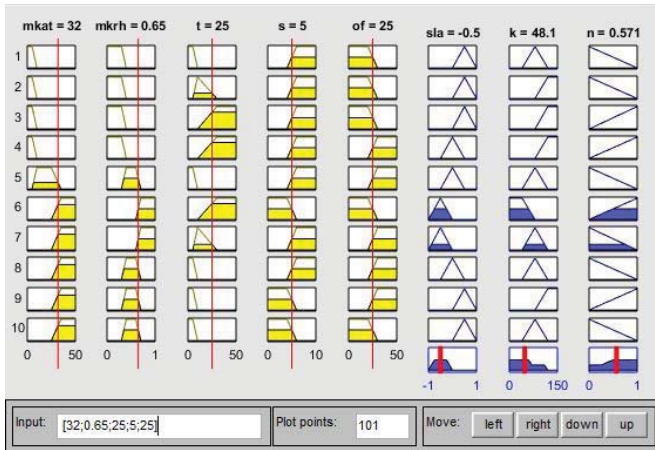 mkat = 32 mkrh = 0.65 t = 25 s = 5 of = 25 sla = -0.5 k = 48.1 n = 0.571
1
2
3
4
5
6
7
8
9
10
0 50 0 1 0 50 0 10 0 50
-1 1 0 150 0 1
Input: [32;0.65;25;5;25] Plot points: 101 Move: left right down up